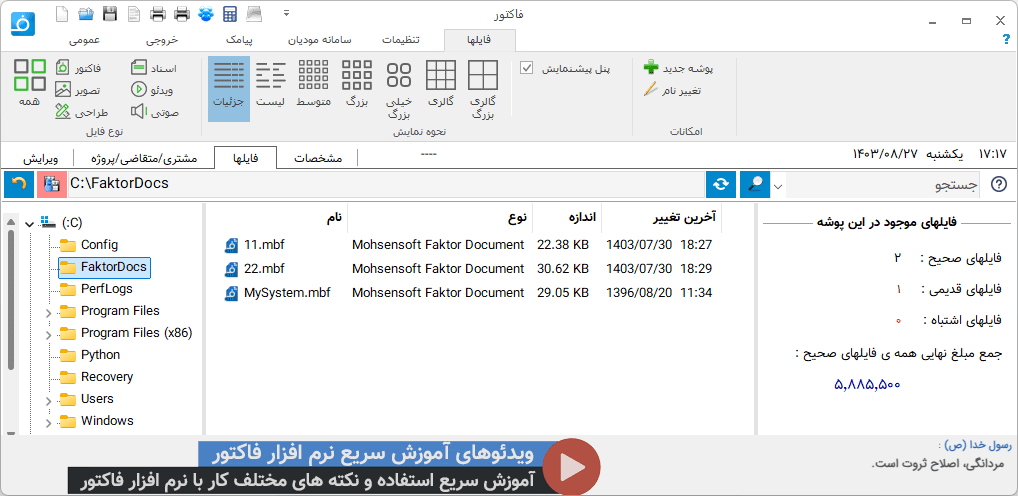 فاکتور
عمومی
خروجی
پیامک
سامانه مودیان
تنظیمات
فایلها
همه
فاکتور
تصویر
طراحی
اسناد
ویدئو
صوتی
نوع فایل
جزئیات
لیست
متوسط
بزرگ
خیلی بزرگ
گالری
گالری بزرگ
نحوه نمایش
پنل پیشنمایش
پوشه جدید
تغییر نام
امکانات
ویرایش
مشتری/متقاضی/پروژه
فایلها
مشخصات
----
۱۷:۱۷ یکشنبه ۱۴۰۳/۰۸/۲۷
C:\FaktorDocs
جستجو
(C:)
Config
FaktorDocs
PerfLogs
Program Files
Program Files (x86)
Python
Recovery
Users
Windows
نام نوع اندازه آخرین تغییر
11.mbf Mohsensoft Faktor Document 22.38 KB 1403/07/30 18:27
22.mbf Mohsensoft Faktor Document 30.62 KB 1403/07/30 18:29
MySystem.mbf Mohsensoft Faktor Document 29.05 KB 1396/08/20 11:34
فایلهای موجود در این پوشه
فایلهای صحیح : ۲
فایلهای قدیمی : ۱
فایلهای اشتباه : ۰
جمع مبلغ نهایی همه ی فایلهای صحیح :
۵,۸۸۵,۵۰۰
ویدئوهای آموزش سریع نرم افزار فاکتور
آموزش سریع استفاده و نکته های مختلف کار با نرم افزار فاکتور
رسول خدا (ص) :
مردانگی، اصلاح ثروت است.